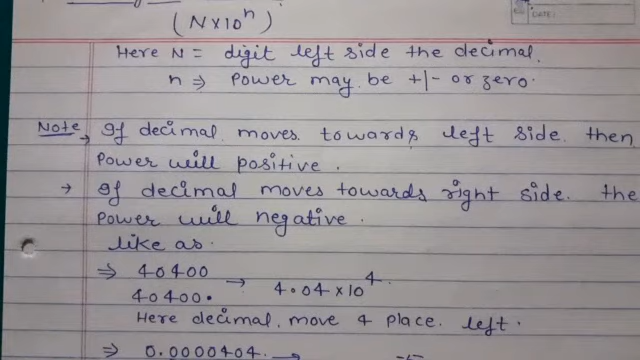 (N×10ⁿ)
DATE:
Here N = digit left side the decimal.
n ⇒ Power may be +/- or zero.
Note → If decimal moves towards left side. then
Power will positive.
→ If decimal moves towards right side. the
Power will negative.
like as.
⇒ 40400 → 4.04×10⁴.
40400.
Here decimal, move 4 place. left.
⇒ 0.0000404. →